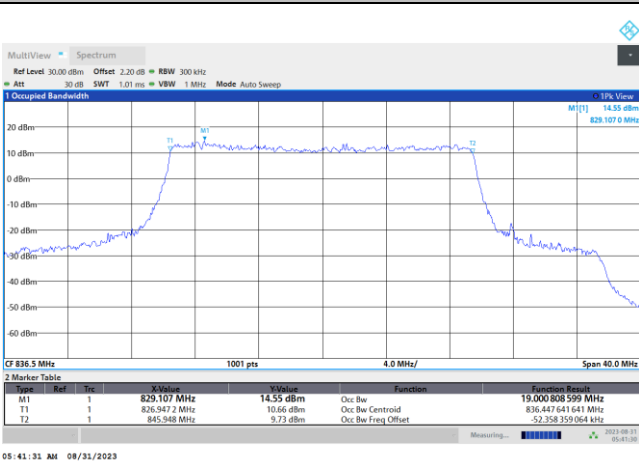 MultiView Spectrum
Ref Level 30.00 dBm Offset 2.20 dB RBW 300 kHz
Att 30 dB SWT 1.01 ms VBW 1 MHz Mode Auto Sweep
1 Occupied Bandwidth 1Pk View
M1[1] 14.55 dBm
829.107 0 MHz
M1
T1
T2
20 dBm
10 dBm
0 dBm
-10 dBm
-20 dBm
-30 dBm
-40 dBm
-50 dBm
-60 dBm
CF 836.5 MHz 1001 pts 4.0 MHz/ Span 40.0 MHz
2 Marker Table
Type Ref Trc X-Value Y-Value Function Function Result
M1 1 829.107 MHz 14.55 dBm Occ Bw 19.000 808 599 MHz
T1 1 826.947 2 MHz 10.66 dBm Occ Bw Centroid 836.447 641 641 MHz
T2 1 845.948 MHz 9.73 dBm Occ Bw Freq Offset -52.358 359 064 kHz
Measuring... 2023-08-31
05:41:30
05:41:31 AM 08/31/2023